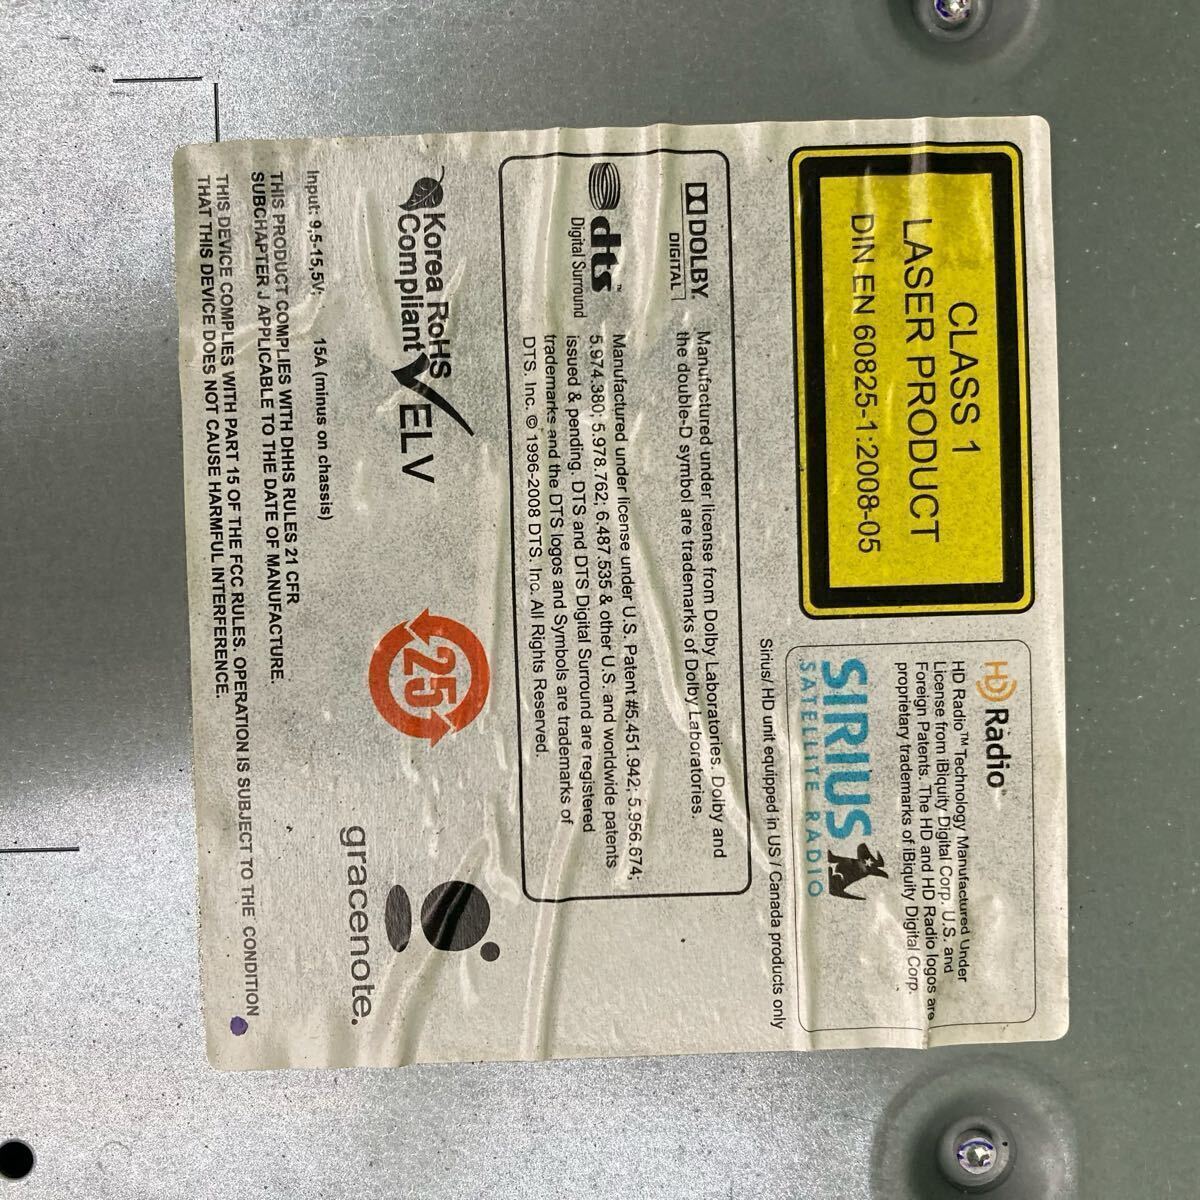 CLASS 1
LASER PRODUCT
DIN EN 60825-1:2008-05
HD Radio™
HD Radio™ Technology Manufactured Under
License from iBiquity Digital Corp. U.S. and
Foreign Patents. The HD and HD Radio logos are
proprietary trademarks of iBiquity Digital Corp.
SIRIUS
SATELLITE RADIO
Sirius/ HD unit equipped in US / Canada products only
DOLBY
DIGITAL
Manufactured under license from Dolby Laboratories. Dolby and
the double-D symbol are trademarks of Dolby Laboratories.
dts™
Digital Surround
Manufactured under license under U.S. Patent #5.451.942; 5.956.674;
5.974.380; 5.978.762; 6.487.535 & other U.S. and worldwide patents
issued & pending. DTS and DTS Digital Surround are registered
trademarks and the DTS logos and Symbols are trademarks of
DTS. Inc. © 1996-2008 DTS. Inc. All Rights Reserved.
Korea RoHS
Compliant
ELV
25
gracenote.
Input: 9,5-15,5V; 15A (minus on chassis)
THIS PRODUCT COMPLIES WITH DHHS RULES 21 CFR
SUBCHAPTER J APPLICABLE TO THE DATE OF MANUFACTURE.
THIS DEVICE COMPLIES WITH PART 15 OF THE FCC RULES. OPERATION IS SUBJECT TO THE CONDITION
THAT THIS DEVICE DOES NOT CAUSE HARMFUL INTERFERENCE.